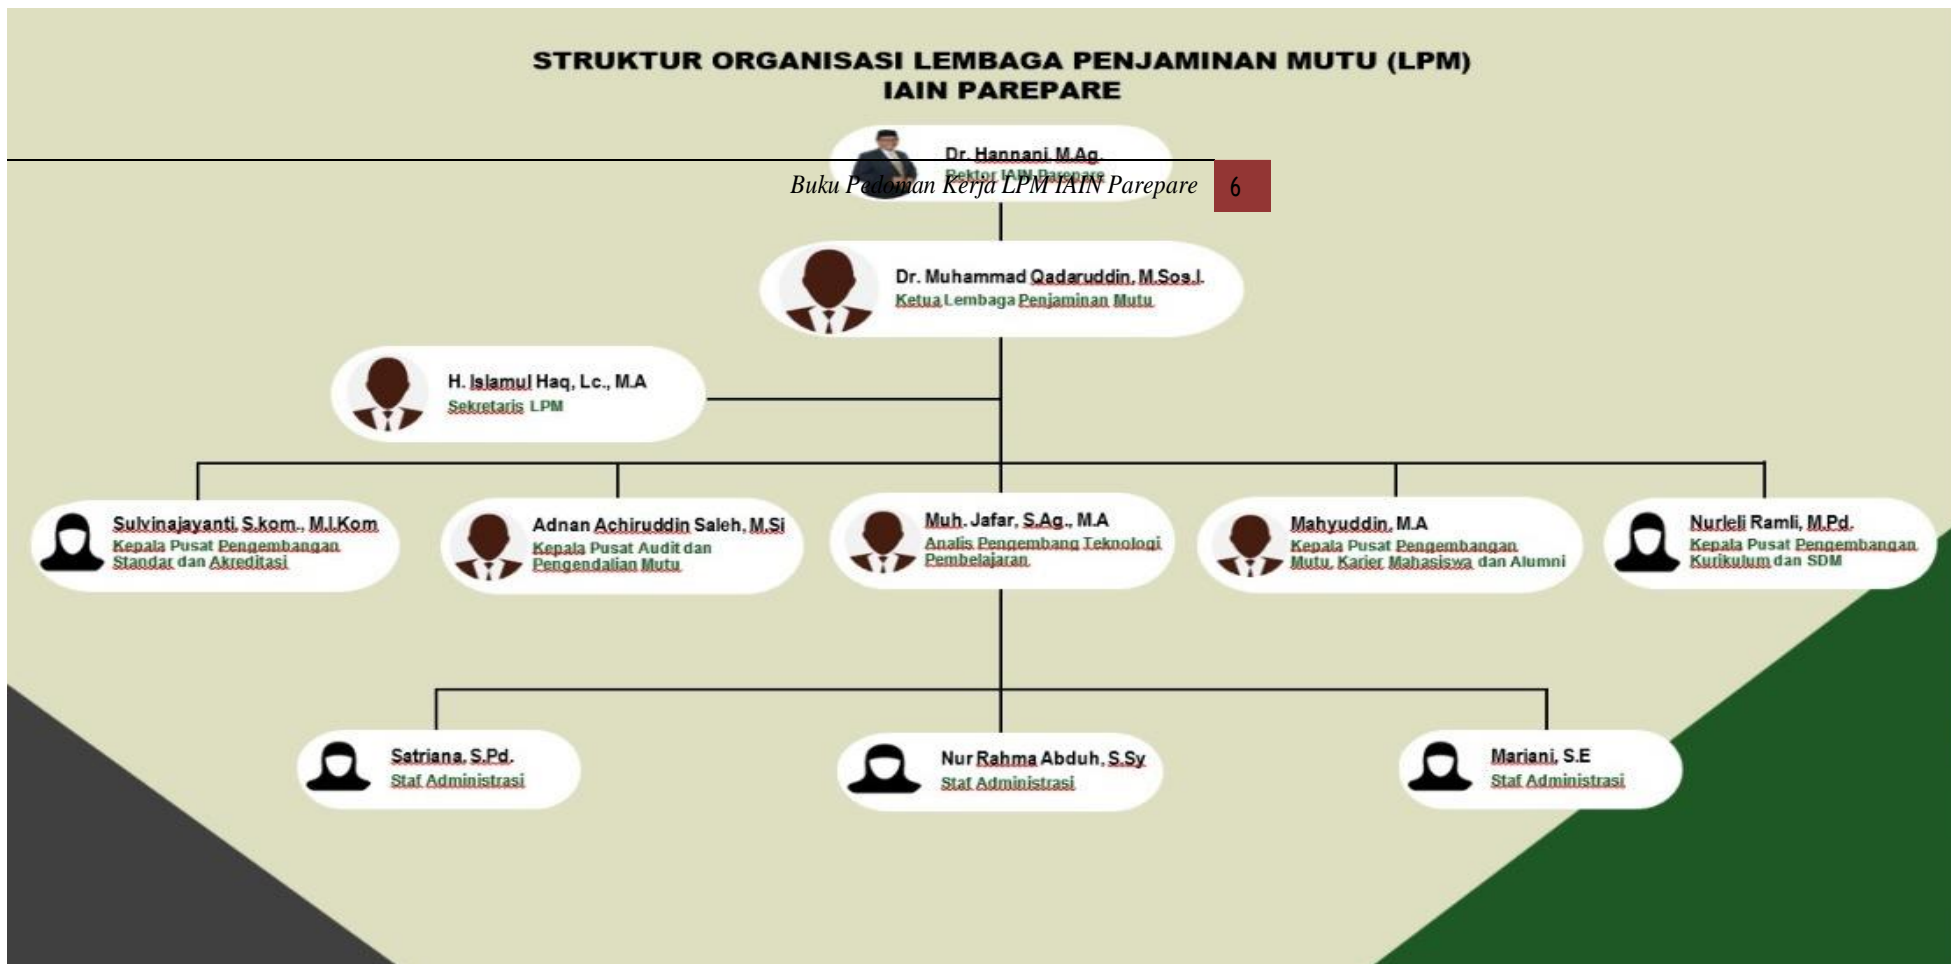 STRUKTUR ORGANISASI LEMBAGA PENJAMINAN MUTU (LPM)
IAIN PAREPARE
Dr. Hannani, M.Ag.
Rektor IAIN Parepare
Buku Pedoman Kerja LPM IAIN Parepare 6
Dr. Muhammad Qadaruddin, M.Sos.I.
Ketua Lembaga Penjaminan Mutu
H. Islamul Haq, Lc., M.A
Sekretaris LPM
Sulvinajayanti, S.kom., M.I.Kom
Kepala Pusat Pengembangan
Standar dan Akreditasi
Adnan Achiruddin Saleh, M.Si
Kepala Pusat Audit dan
Pengendalian Mutu
Muh. Jafar, S.Ag., M.A
Analis Pengembang Teknologi
Pembelajaran
Mahyuddin, M.A
Kepala Pusat Pengembangan
Mutu, Karier Mahasiswa dan Alumni
Nurleli Ramli, M.Pd.
Kepala Pusat Pengembangan
Kurikulum dan SDM
Satriana, S.Pd.
Staf Administrasi
Nur Rahma Abduh, S.Sy
Staf Administrasi
Mariani, S.E
Staf Administrasi